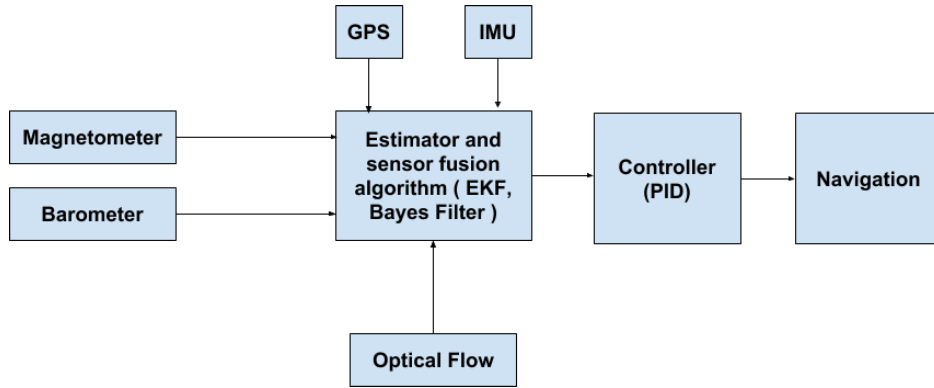 GPS
IMU
Magnetometer
Barometer
Estimator and
sensor fusion
algorithm ( EKF,
Bayes Filter )
Controller
(PID)
Navigation
Optical Flow